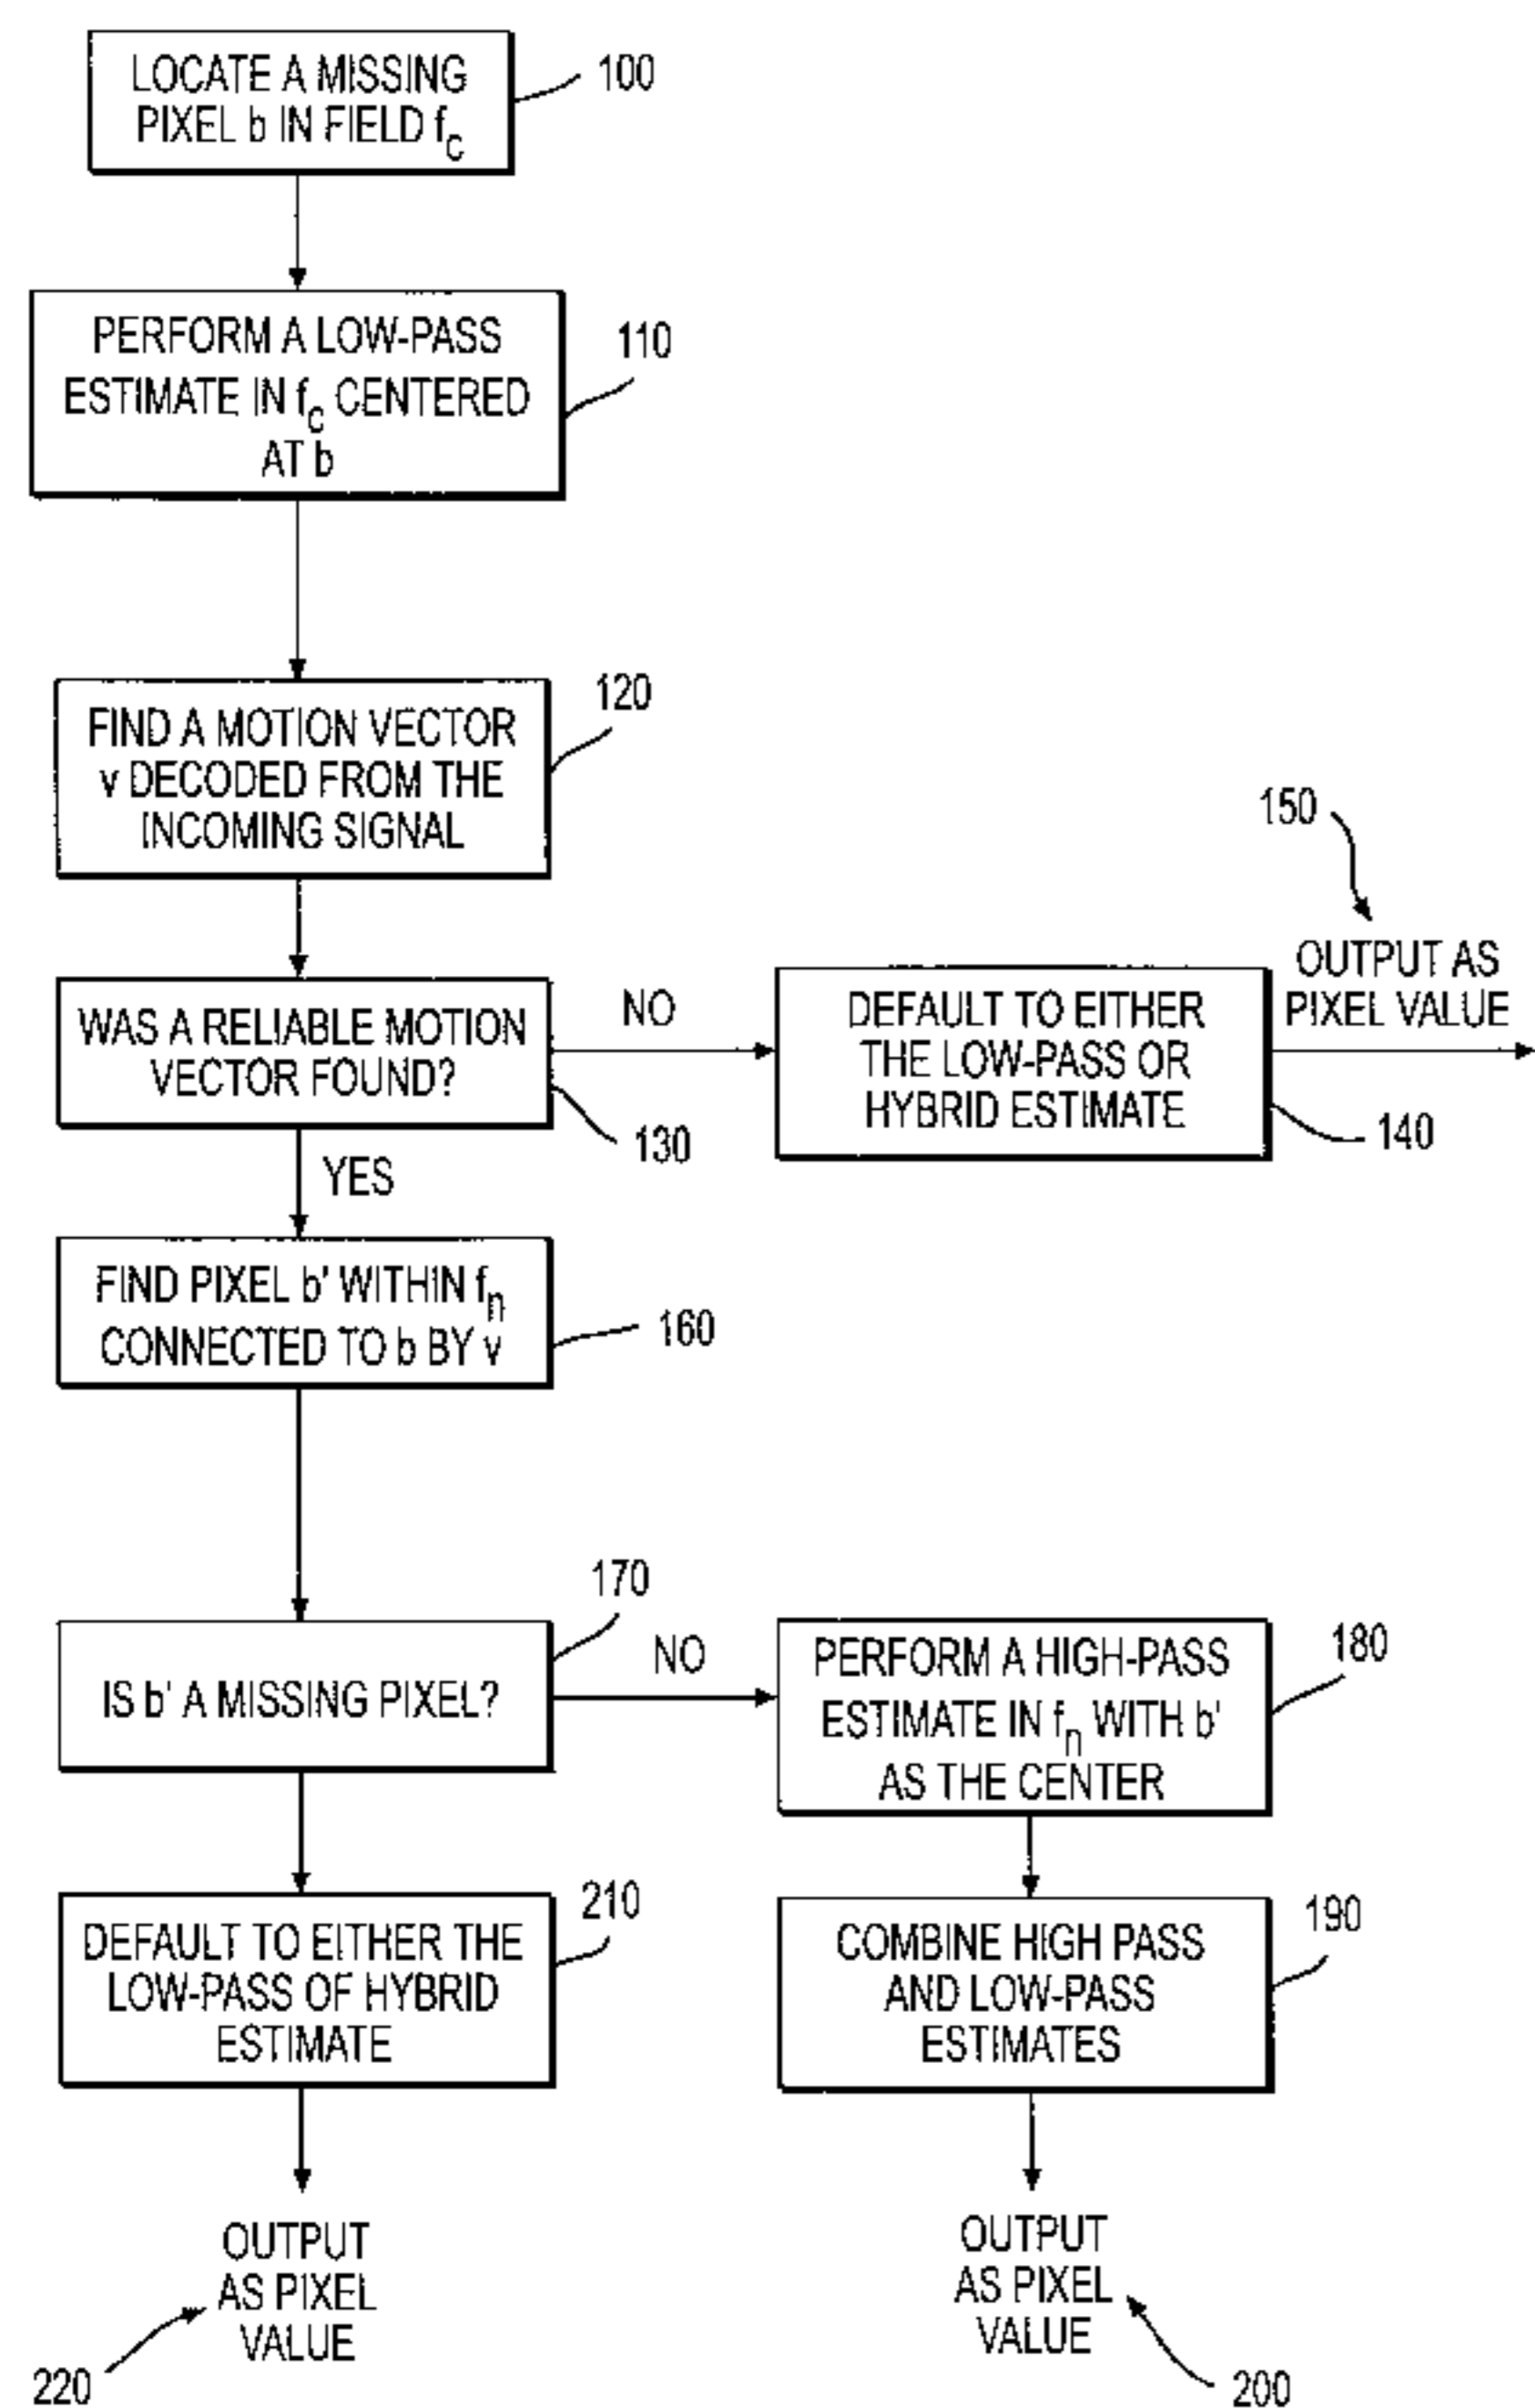 LOCATE A MISSING
PIXEL b IN FIELD fc
100
PERFORM A LOW-PASS
ESTIMATE IN fc CENTERED
AT b
110
FIND A MOTION VECTOR
v DECODED FROM THE
INCOMING SIGNAL
120
WAS A RELIABLE MOTION
VECTOR FOUND?
130
NO
DEFAULT TO EITHER
THE LOW-PASS OR
HYBRID ESTIMATE
140
150
OUTPUT AS
PIXEL VALUE
YES
FIND PIXEL b' WITHIN fn
CONNECTED TO b BY v
160
IS b' A MISSING PIXEL?
170
NO
PERFORM A HIGH-PASS
ESTIMATE IN fn WITH b'
AS THE CENTER
180
DEFAULT TO EITHER THE
LOW-PASS OF HYBRID
ESTIMATE
210
COMBINE HIGH PASS
AND LOW-PASS
ESTIMATES
190
OUTPUT
AS PIXEL
VALUE
220
OUTPUT
AS PIXEL
VALUE
200